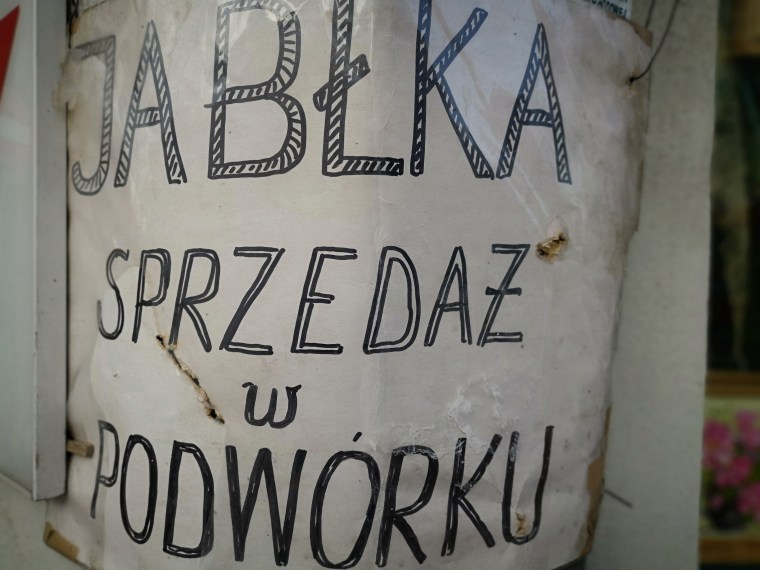 JABŁKA
SPRZEDAŻ
w
PODWÓRKU